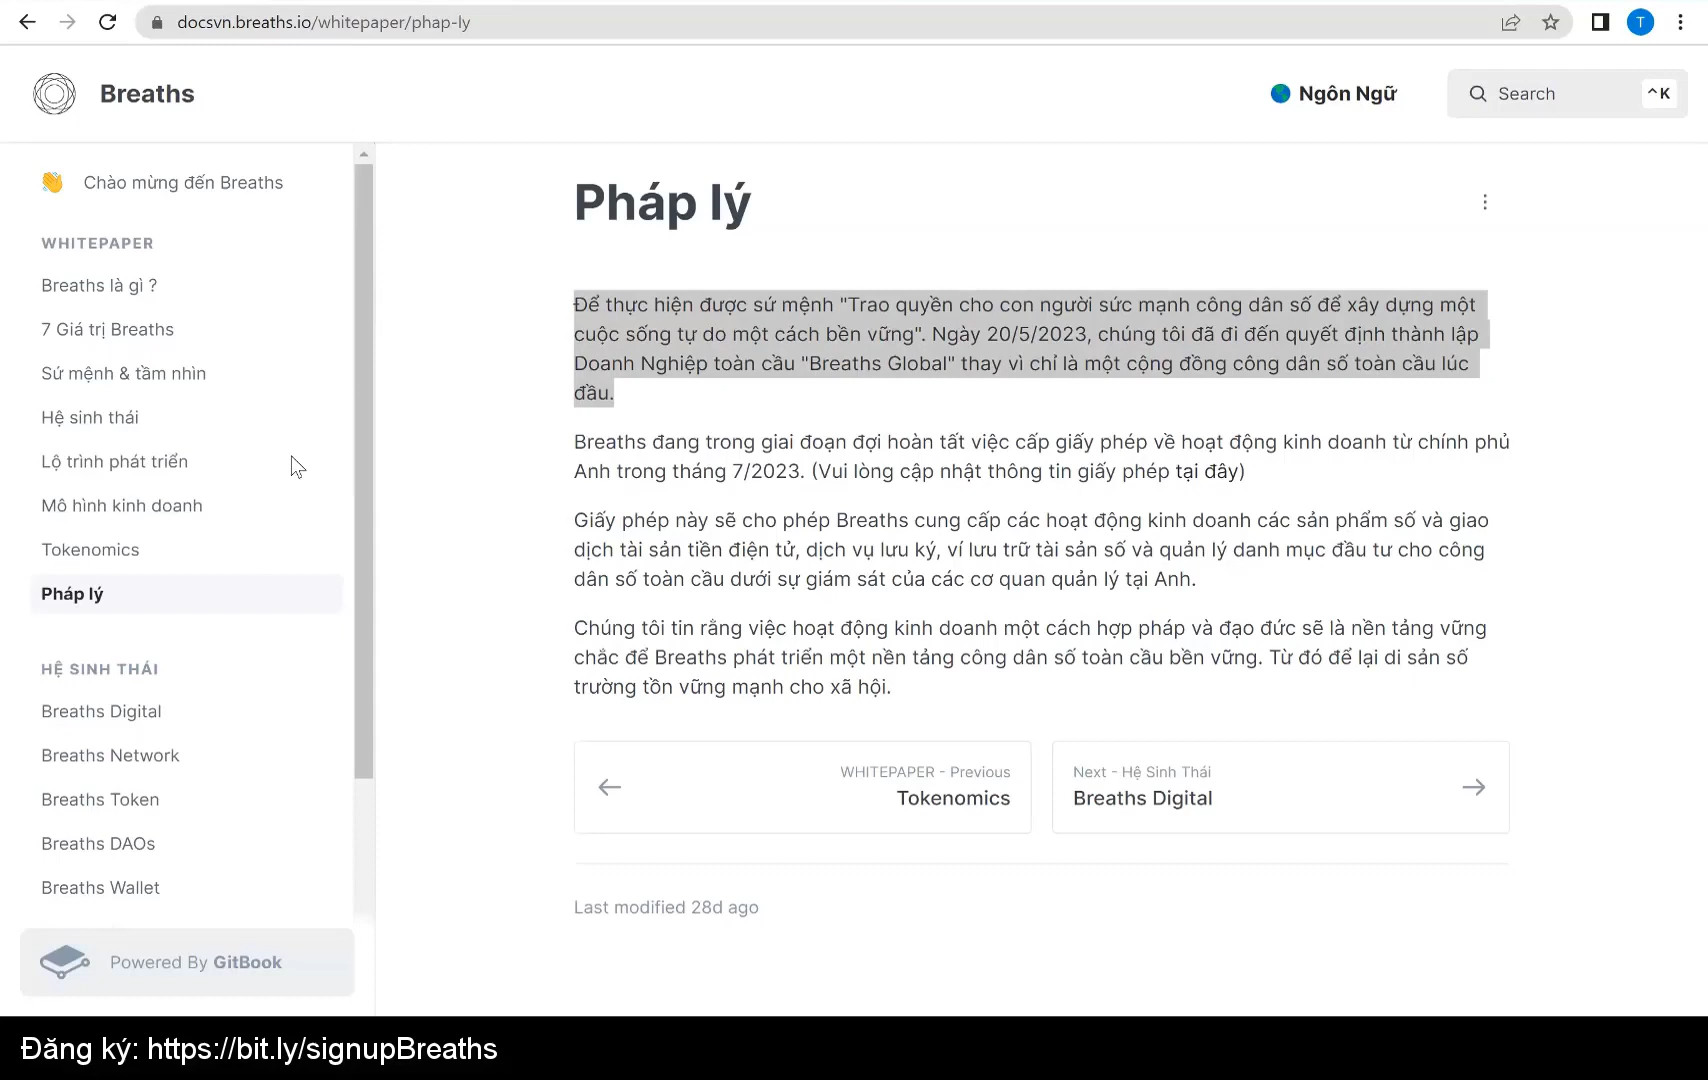 docsvn.breaths.io/whitepaper/phap-ly
T
Breaths
Ngôn Ngữ
Search
^K
Chào mừng đến Breaths
WHITEPAPER
Breaths là gì ?
7 Giá trị Breaths
Sứ mệnh & tầm nhìn
Hệ sinh thái
Lộ trình phát triển
Mô hình kinh doanh
Tokenomics
Pháp lý
HỆ SINH THÁI
Breaths Digital
Breaths Network
Breaths Token
Breaths DAOs
Breaths Wallet
Powered By GitBook
Pháp lý
Để thực hiện được sứ mệnh "Trao quyền cho con người sức mạnh công dân số để xây dựng một
cuộc sống tự do một cách bền vững". Ngày 20/5/2023, chúng tôi đã đi đến quyết định thành lập
Doanh Nghiệp toàn cầu "Breaths Global" thay vì chỉ là một cộng đồng công dân số toàn cầu lúc
đầu.
Breaths đang trong giai đoạn đợi hoàn tất việc cấp giấy phép về hoạt động kinh doanh từ chính phủ
Anh trong tháng 7/2023. (Vui lòng cập nhật thông tin giấy phép tại đây)
Giấy phép này sẽ cho phép Breaths cung cấp các hoạt động kinh doanh các sản phẩm số và giao
dịch tài sản tiền điện tử, dịch vụ lưu ký, ví lưu trữ tài sản số và quản lý danh mục đầu tư cho công
dân số toàn cầu dưới sự giám sát của các cơ quan quản lý tại Anh.
Chúng tôi tin rằng việc hoạt động kinh doanh một cách hợp pháp và đạo đức sẽ là nền tảng vững
chắc để Breaths phát triển một nền tảng công dân số toàn cầu bền vững. Từ đó để lại di sản số
trường tồn vững mạnh cho xã hội.
WHITEPAPER - Previous
Tokenomics
Next - Hệ Sinh Thái
Breaths Digital
Last modified 28d ago
Đăng ký: https://bit.ly/signupBreaths